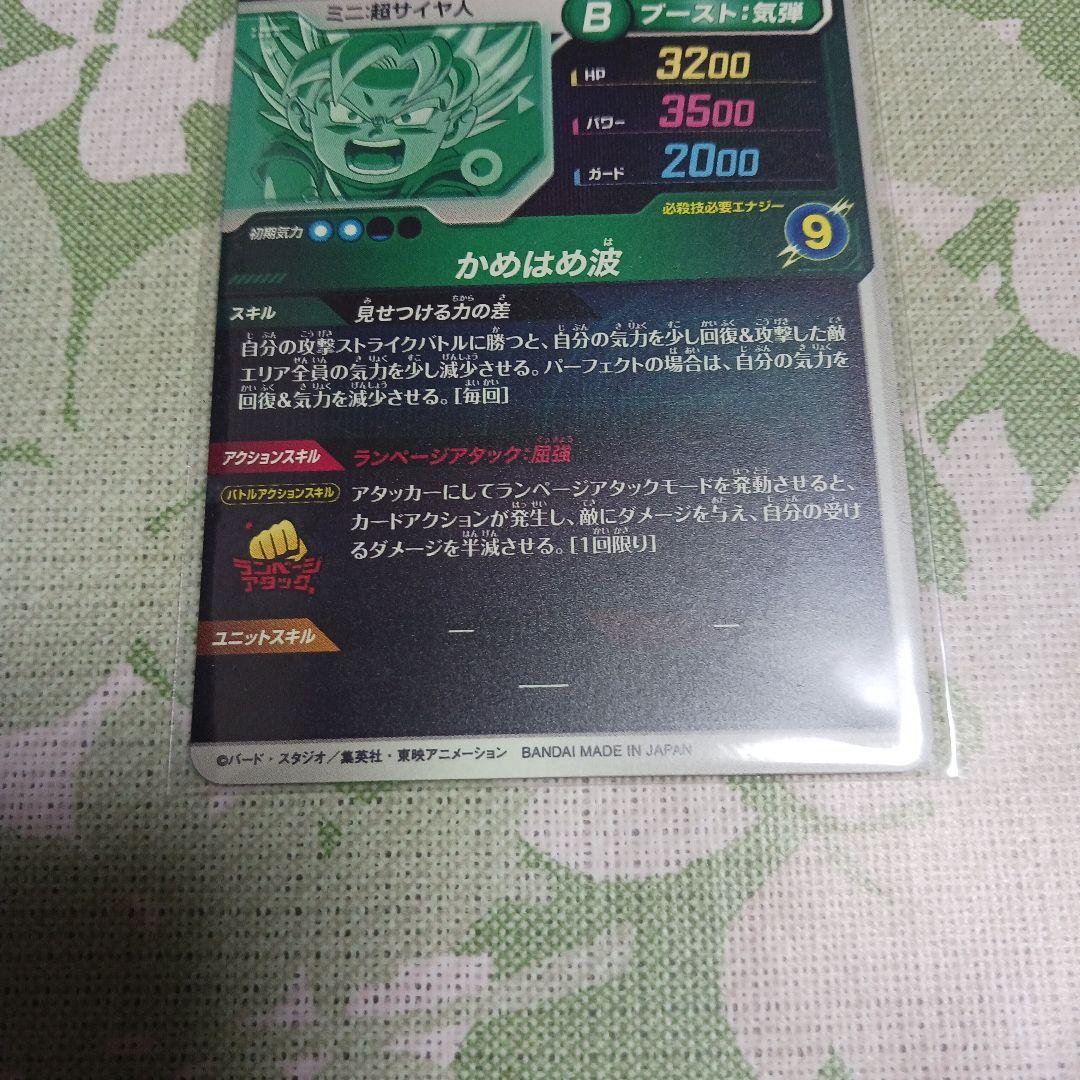 ミニ:超サイヤ人
B ブースト:気弾
HP 3200
パワー 3500
ガード 2000
必殺技必要エナジー
9
初期気力
かめはめ波
は
スキル 見せつける力の差
み ちから さ
自分の攻撃ストライクバトルに勝つと、自分の気力を少し回復&攻撃した敵
エリア全員の気力を少し減少させる。パーフェクトの場合は、自分の気力を
回復&気力を減少させる。[毎回]
アクションスキル ランページアタック:屈強
バトルアクションスキル
アタッカーにしてランページアタックモードを発動させると、
カードアクションが発生し、敵にダメージを与え、自分の受け
るダメージを半減させる。[1回限り]
ランページ
アタック
ユニットスキル
©バード・スタジオ/集英社・東映アニメーション BANDAI MADE IN JAPAN